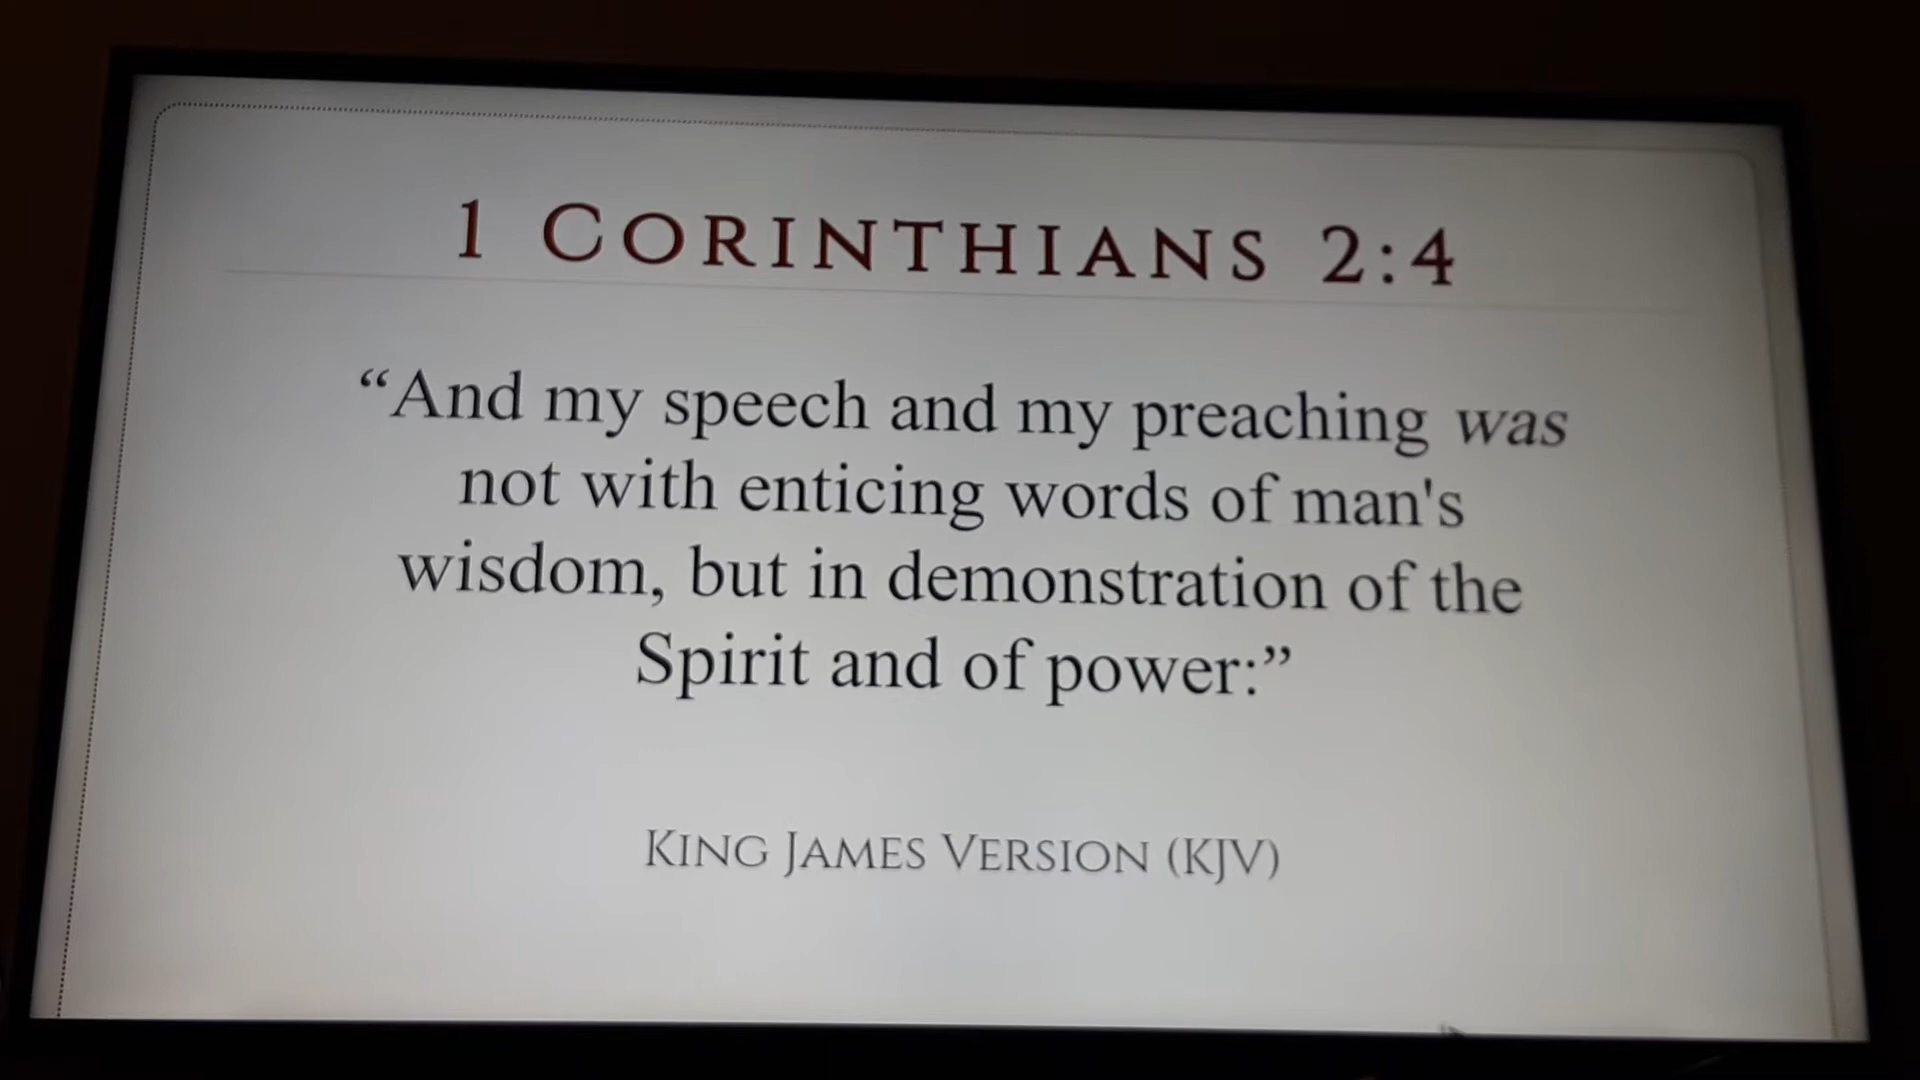 1 CORINTHIANS 2:4
“And my speech and my preaching was
not with enticing words of man's
wisdom, but in demonstration of the
Spirit and of power:”
KING JAMES VERSION (KJV)